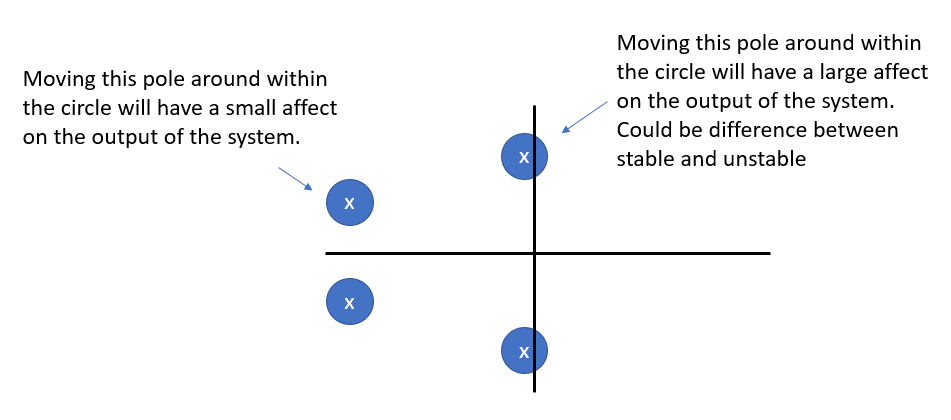 Moving this pole around within
the circle will have a small affect
on the output of the system.
Moving this pole around within
the circle will have a large affect
on the output of the system.
Could be difference between
stable and unstable
X
X
X
X